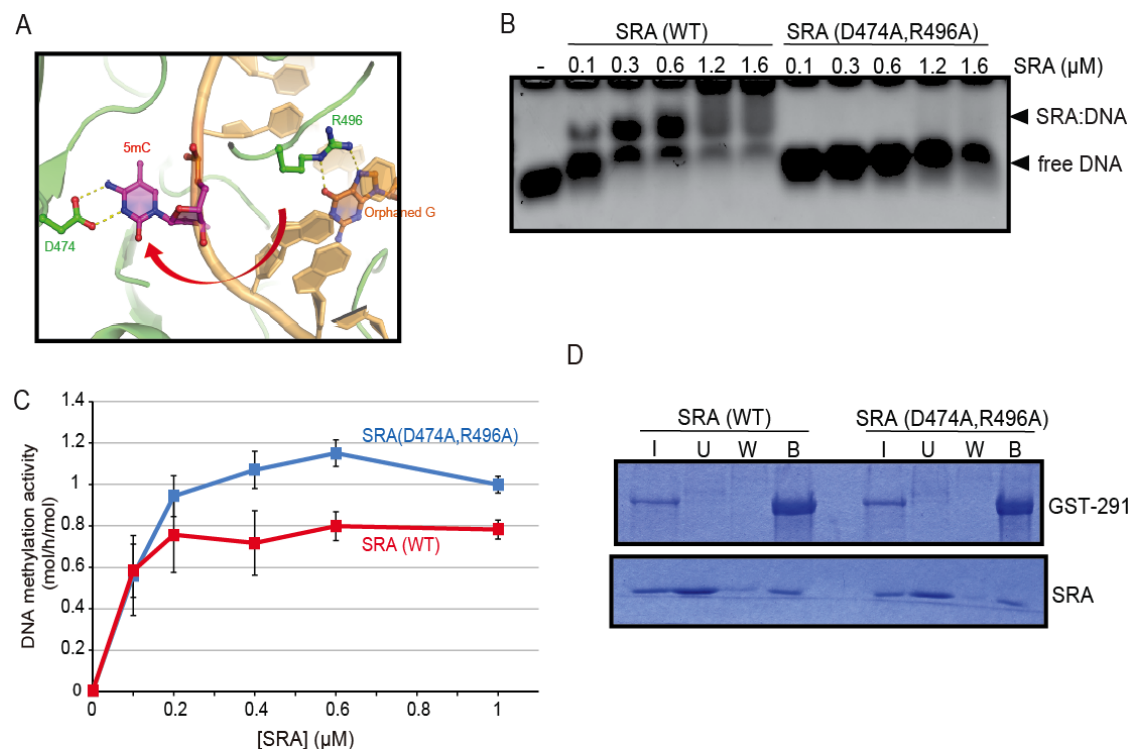 A
5mC
R496
D474
Orphaned G
B
SRA (WT) SRA (D474A,R496A)
- 0.1 0.3 0.6 1.2 1.6 0.1 0.3 0.6 1.2 1.6 SRA (µM)
SRA:DNA
free DNA
C
DNA methylation activity
(mol/h/mol)
1.4
1.2
1
0.8
0.6
0.4
0.2
0
SRA(D474A,R496A)
SRA (WT)
0 0.2 0.4 0.6 0.8 1
[SRA] (µM)
D
SRA (WT) SRA (D474A,R496A)
I U W B I U W B
GST-291
SRA